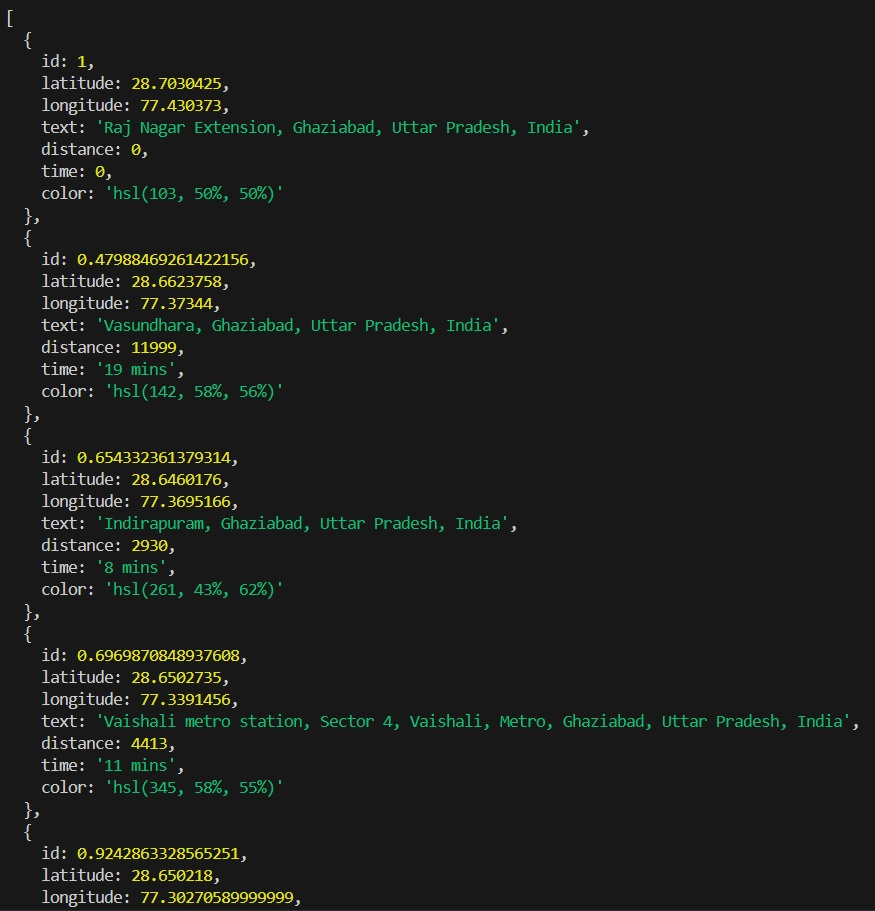 [
  {
    id: 1,
    latitude: 28.7030425,
    longitude: 77.430373,
    text: 'Raj Nagar Extension, Ghaziabad, Uttar Pradesh, India',
    distance: 0,
    time: 0,
    color: 'hsl(103, 50%, 50%)'
  },
  {
    id: 0.47988469261422156,
    latitude: 28.6623758,
    longitude: 77.37344,
    text: 'Vasundhara, Ghaziabad, Uttar Pradesh, India',
    distance: 11999,
    time: '19 mins',
    color: 'hsl(142, 58%, 56%)'
  },
  {
    id: 0.654332361379314,
    latitude: 28.6460176,
    longitude: 77.3695166,
    text: 'Indirapuram, Ghaziabad, Uttar Pradesh, India',
    distance: 2930,
    time: '8 mins',
    color: 'hsl(261, 43%, 62%)'
  },
  {
    id: 0.6969870848937608,
    latitude: 28.6502735,
    longitude: 77.3391456,
    text: 'Vaishali metro station, Sector 4, Vaishali, Metro, Ghaziabad, Uttar Pradesh, India',
    distance: 4413,
    time: '11 mins',
    color: 'hsl(345, 58%, 55%)'
  },
  {
    id: 0.9242863328565251,
    latitude: 28.650218,
    longitude: 77.30270589999999,